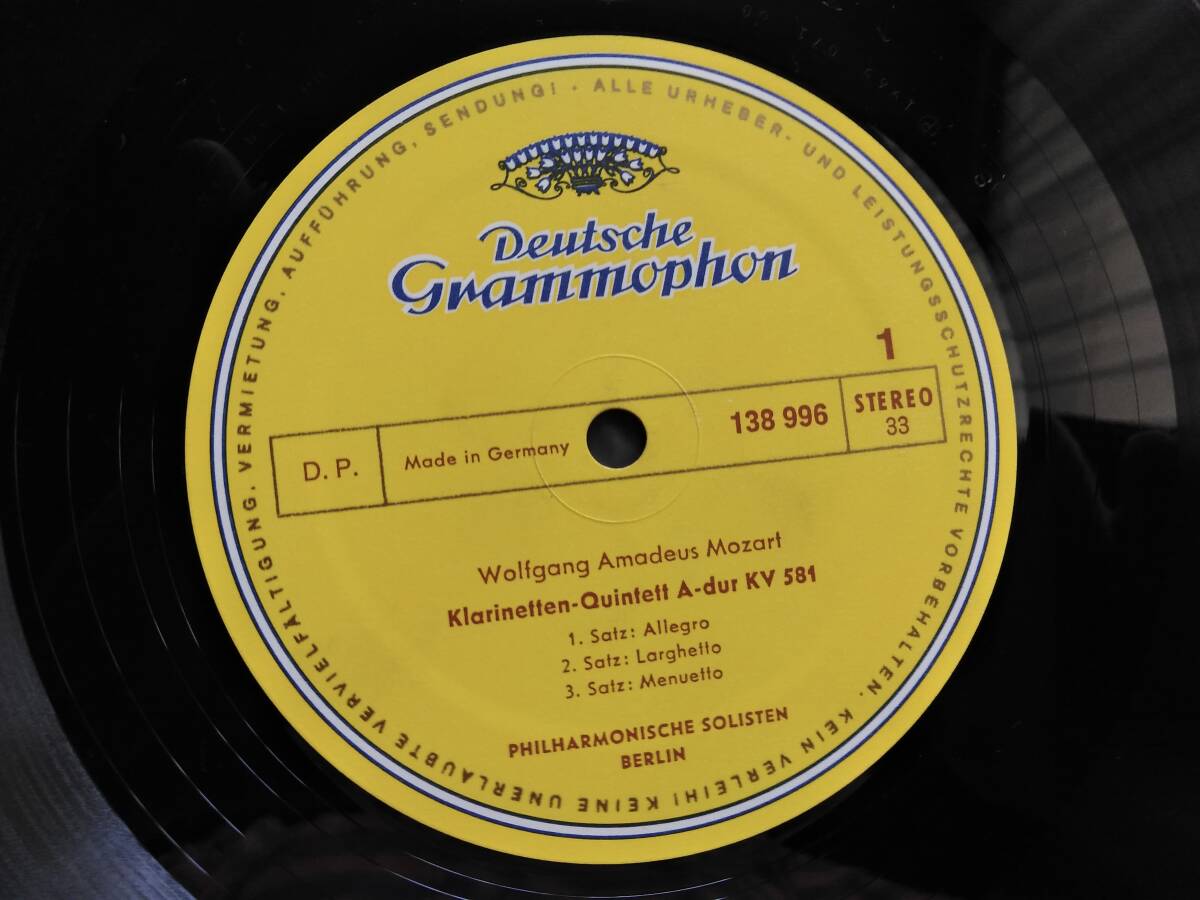 Deutsche
Grammophon
1
D. P.
Made in Germany
138 996
STEREO
33
Wolfgang Amadeus Mozart
Klarinetten-Quintett A-dur KV 581
1. Satz: Allegro
2. Satz: Larghetto
3. Satz: Menuetto
PHILHARMONISCHE SOLISTEN
BERLIN
ALLE URHEBER- UND LEISTUNGSSCHUTZRECHTE VORBEHALTEN. KEIN VERLEIH! KEINE UNERLAUBTE VERVIELFÄLTIGUNG, VERMIETUNG, AUFFÜHRUNG, SENDUNG! ·